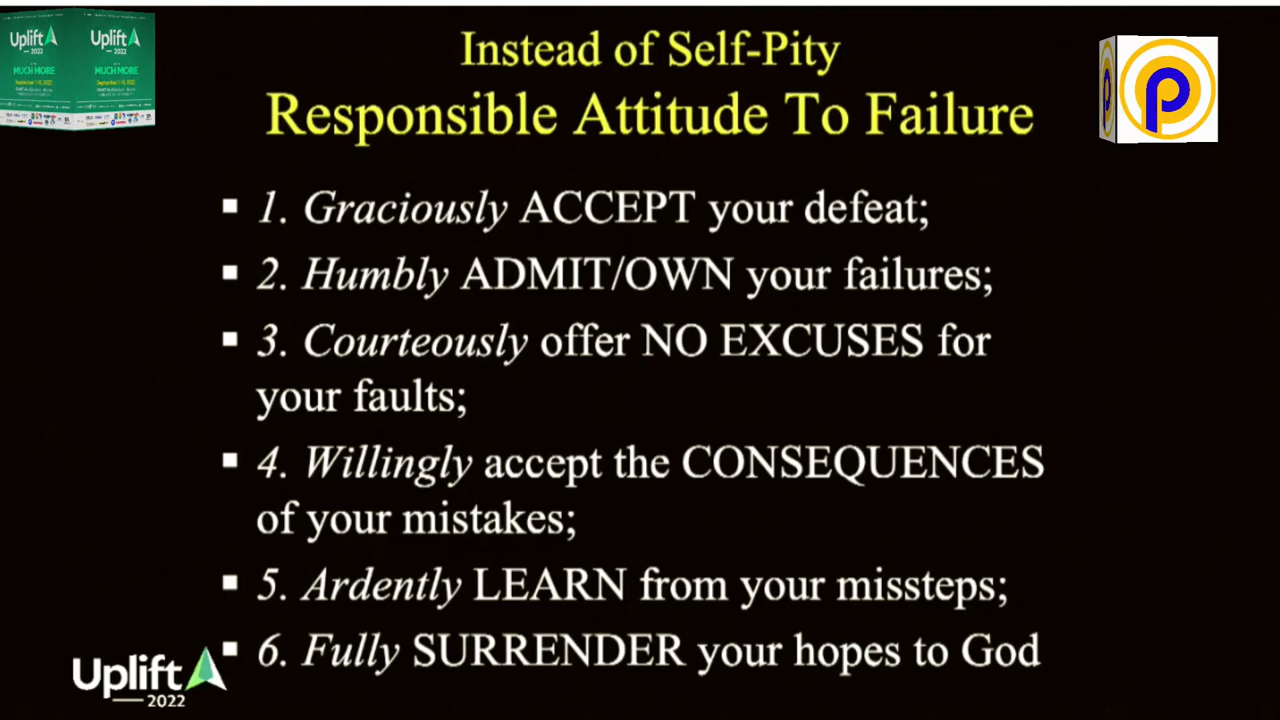 Uplift
2022
MUCH MORE
Uplift
2022
MUCH MORE
Instead of Self-Pity
Responsible Attitude To Failure
P
P
▪ 1. Graciously ACCEPT your defeat;
▪ 2. Humbly ADMIT/OWN your failures;
▪ 3. Courteously offer NO EXCUSES for
your faults;
▪ 4. Willingly accept the CONSEQUENCES
of your mistakes;
▪ 5. Ardently LEARN from your missteps;
▪ 6. Fully SURRENDER your hopes to God
Uplift
2022